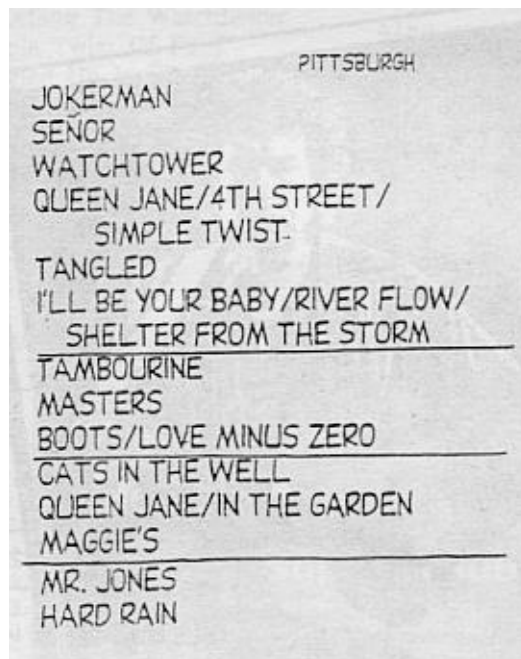 PITTSBURGH
JOKERMAN
SEÑOR
WATCHTOWER
QUEEN JANE/4TH STREET/
SIMPLE TWIST
TANGLED
I'LL BE YOUR BABY/RIVER FLOW/
SHELTER FROM THE STORM
TAMBOURINE
MASTERS
BOOTS/LOVE MINUS ZERO
CATS IN THE WELL
QUEEN JANE/IN THE GARDEN
MAGGIE'S
MR. JONES
HARD RAIN